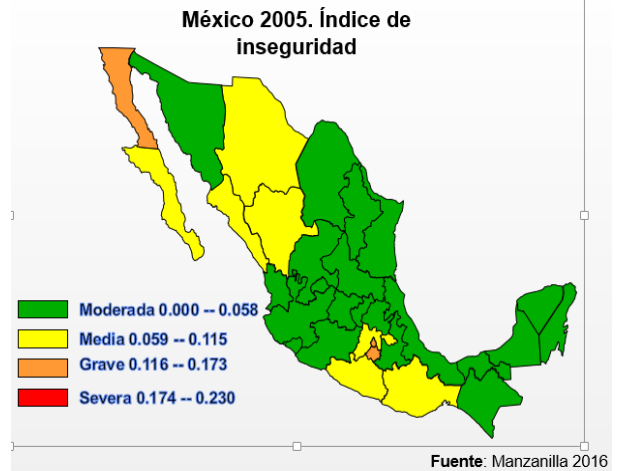 México 2005. Índice de
inseguridad
Moderada 0.000 -- 0.058
Media 0.059 -- 0.115
Grave 0.116 -- 0.173
Severa 0.174 -- 0.230
Fuente: Manzanilla 2016